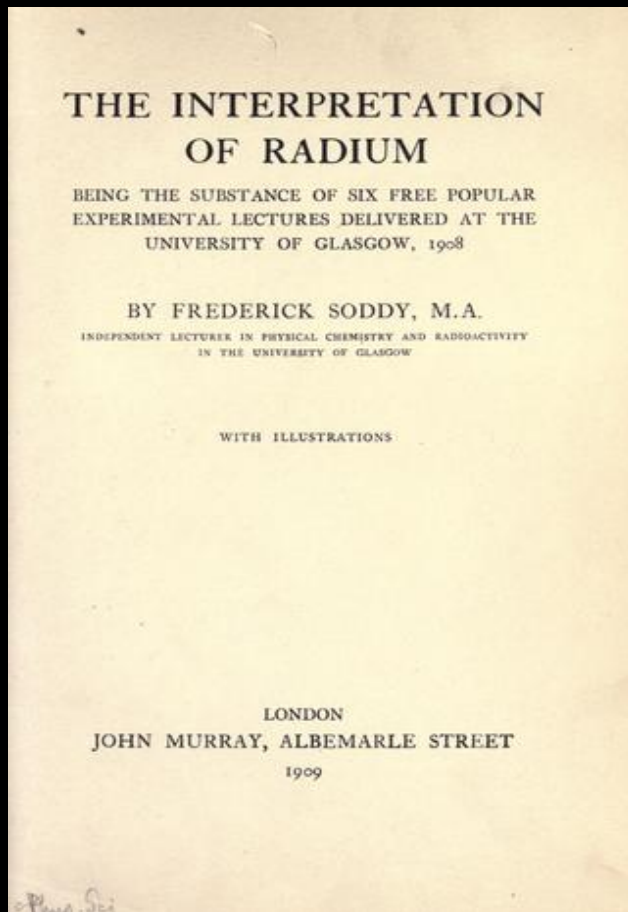 THE INTERPRETATION
OF RADIUM
BEING THE SUBSTANCE OF SIX FREE POPULAR
EXPERIMENTAL LECTURES DELIVERED AT THE
UNIVERSITY OF GLASGOW, 1908
BY FREDERICK SODDY, M.A.
INDEPENDENT LECTURER IN PHYSICAL CHEMISTRY AND RADIOACTIVITY
IN THE UNIVERSITY OF GLASGOW
WITH ILLUSTRATIONS
LONDON
JOHN MURRAY, ALBEMARLE STREET
1909